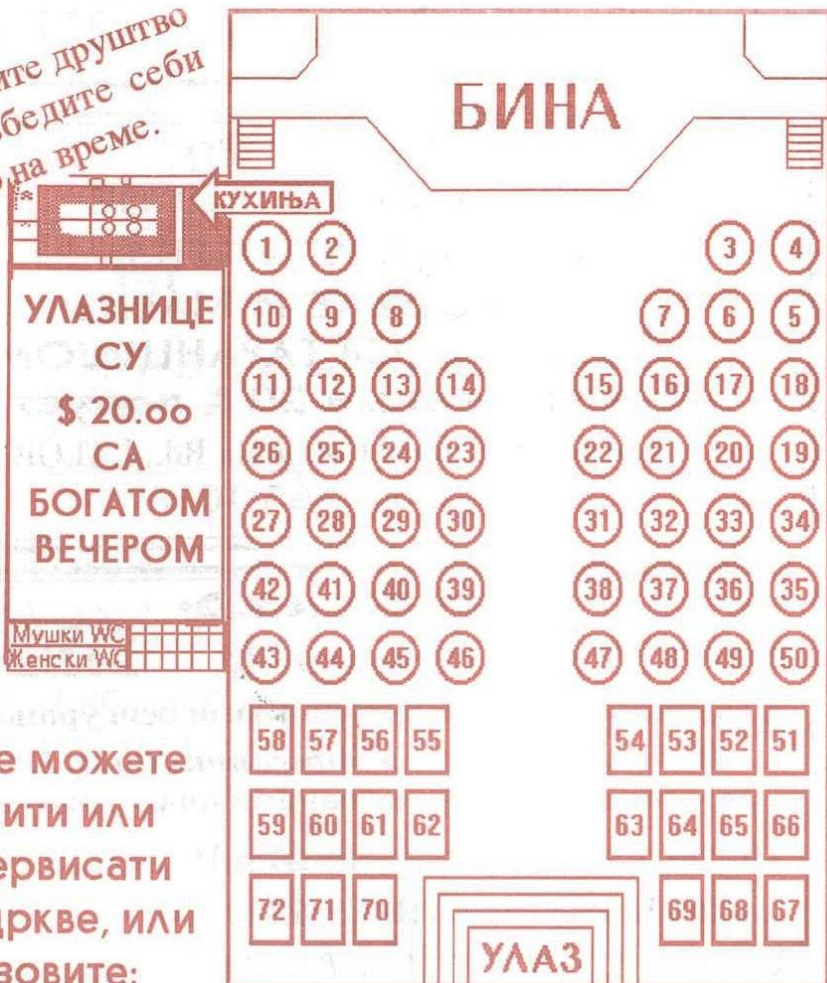 ите друштво
бедите себи
на време.
БИНА
КУХИЊА
1 2 3 4
УЛАЗНИЦЕ
СУ
$ 20.oo
СА
БОГАТОМ
ВЕЧЕРОМ
10 9 8 7 6 5
11 12 13 14 15 16 17 18
26 25 24 23 22 21 20 19
27 28 29 30 31 32 33 34
42 41 40 39 38 37 36 35
43 44 45 46 47 48 49 50
Мушки WC
Женски WC
58 57 56 55 54 53 52 51
59 60 61 62 63 64 65 66
72 71 70 69 68 67
УЛАЗ
е можете
ити или
ервисати
цркве, или
зовите: